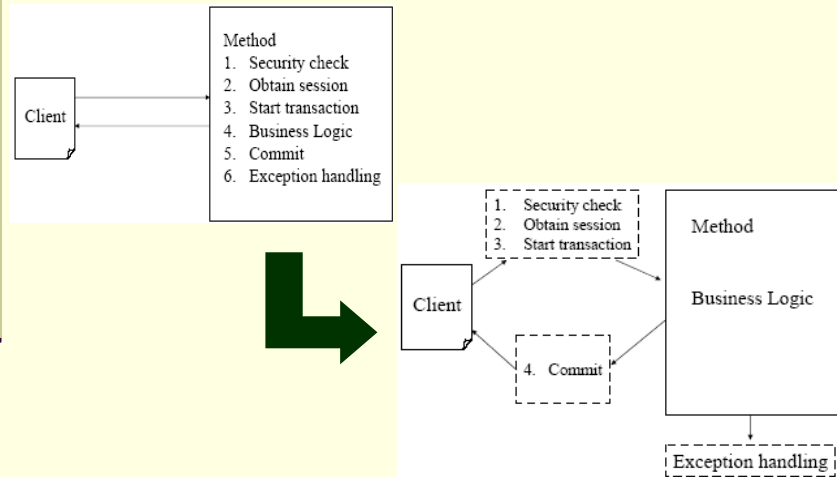 Method
1. Security check
2. Obtain session
3. Start transaction
4. Business Logic
5. Commit
6. Exception handling
Client
1. Security check
2. Obtain session
3. Start transaction
Method
Client
Business Logic
4. Commit
Exception handling